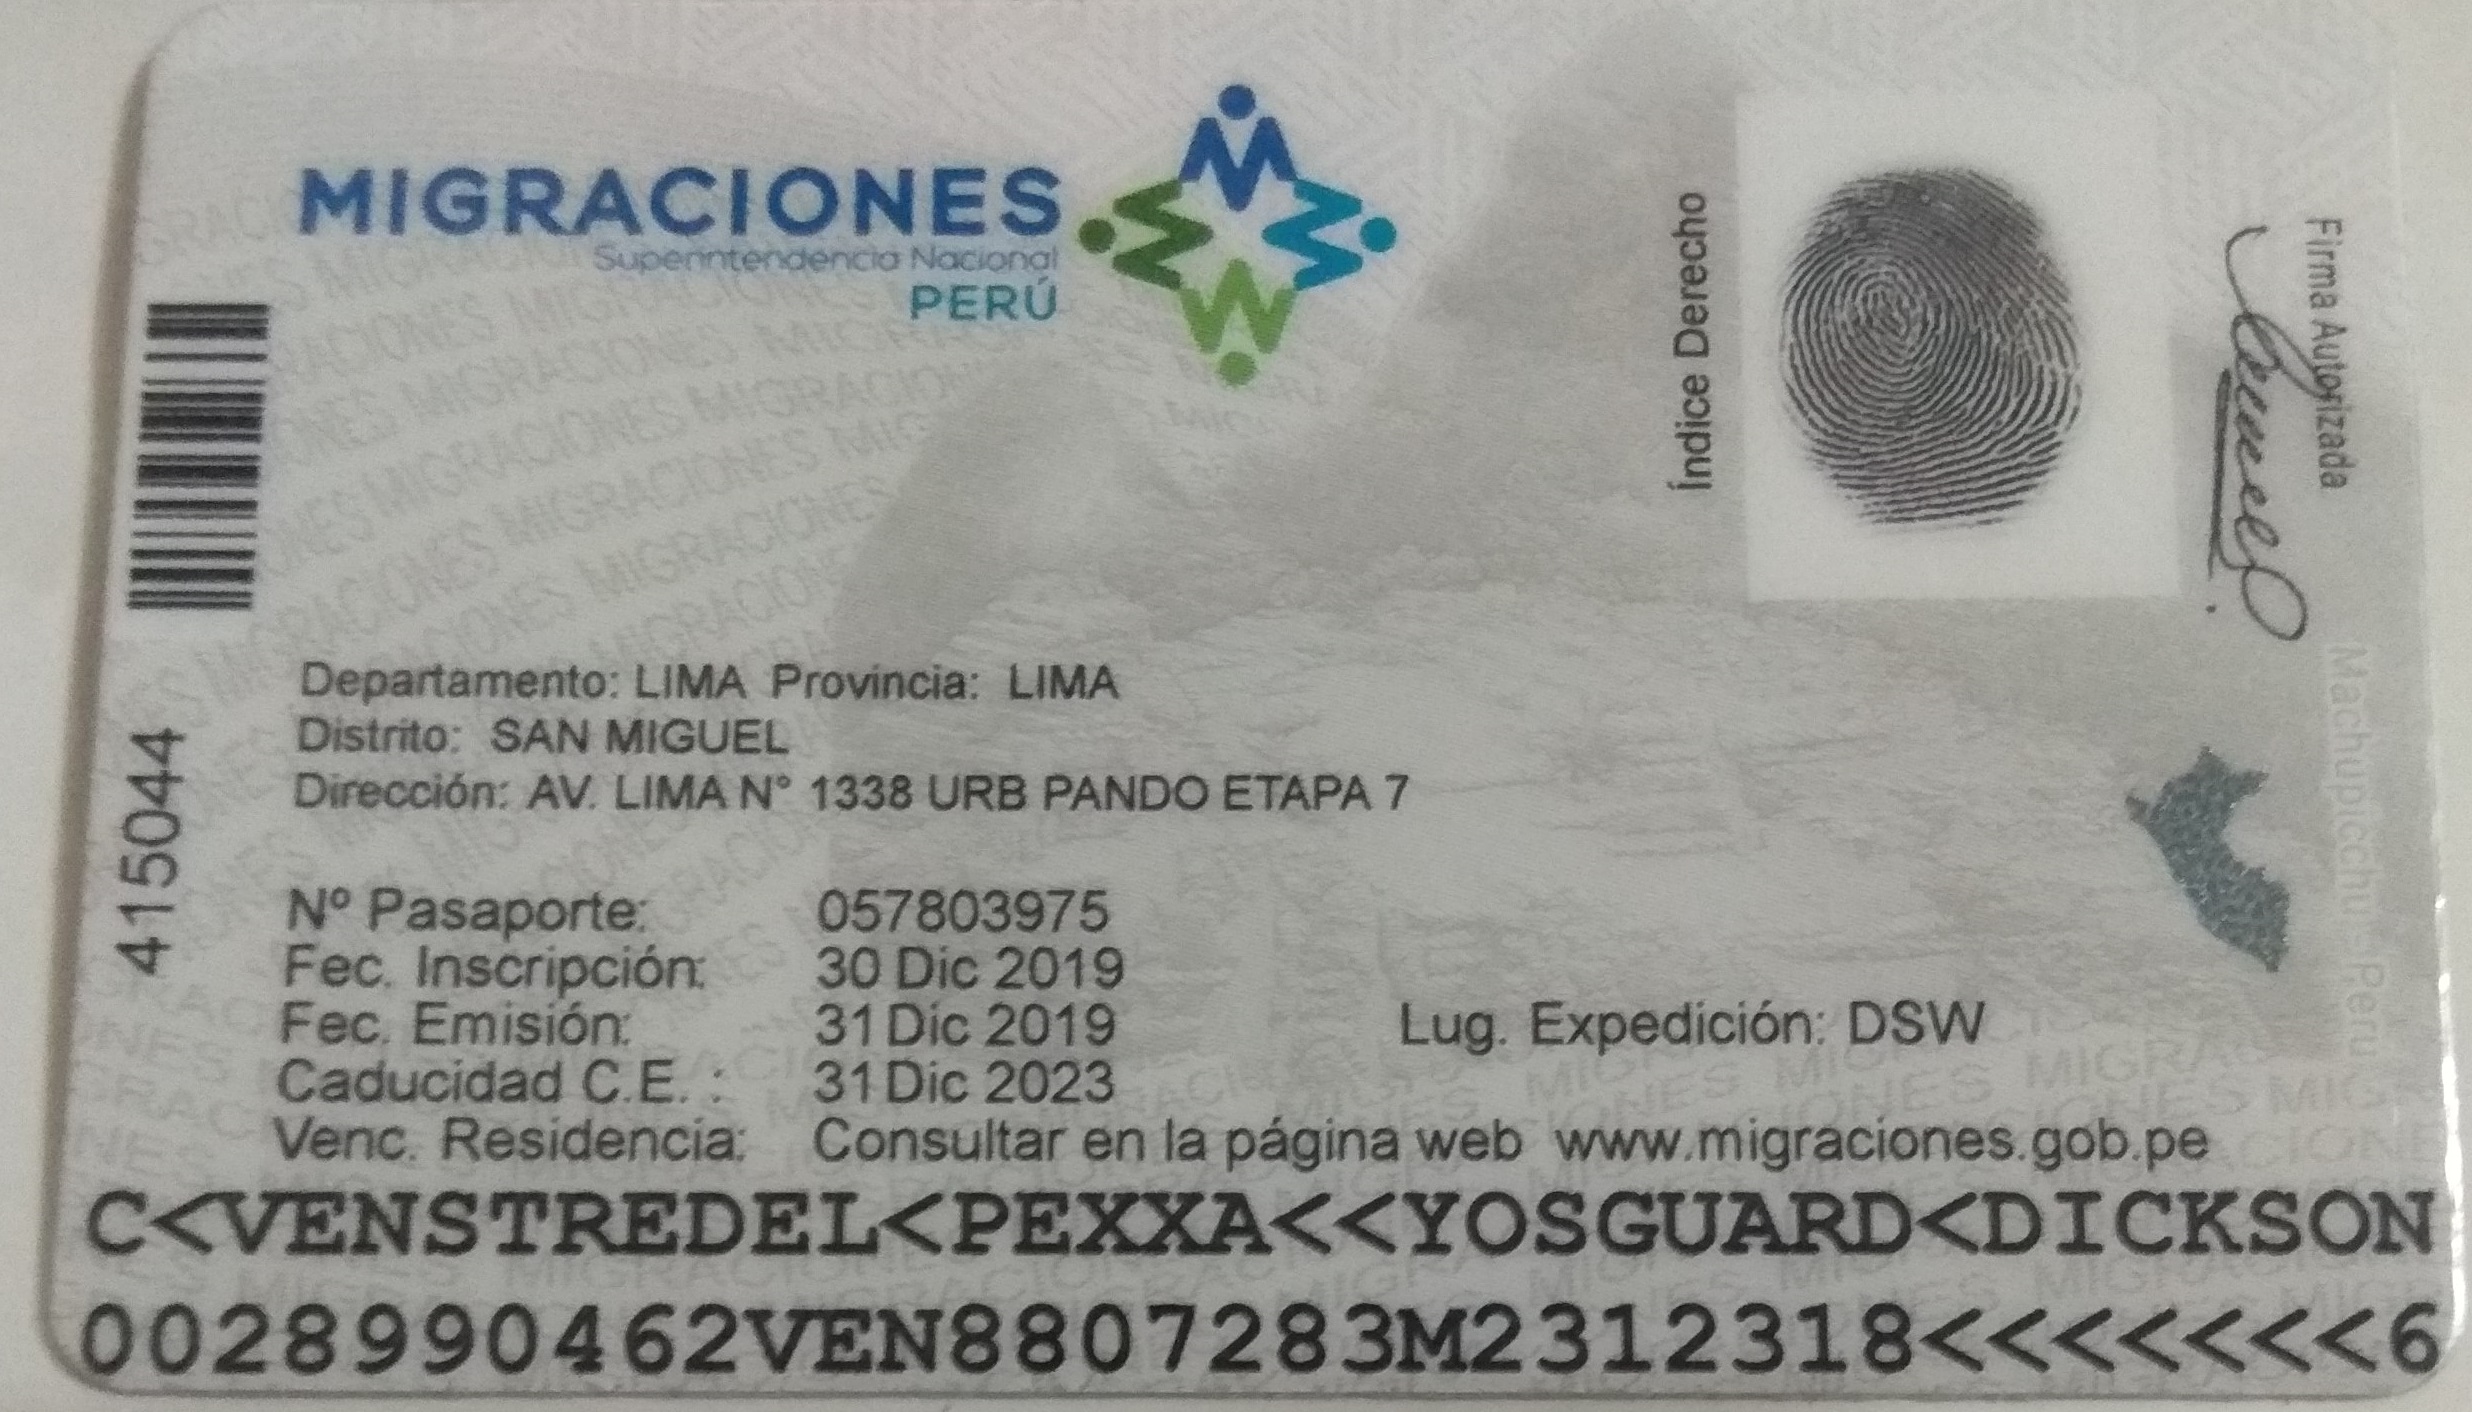 MIGRACIONES
Superintendencia Nacional
PERÚ
Índice Derecho
Firma Autorizada
Departamento: LIMA Provincia: LIMA
Distrito: SAN MIGUEL
Dirección: AV. LIMA N° 1338 URB PANDO ETAPA 7
415044
Nº Pasaporte: 057803975
Fec. Inscripción: 30 Dic 2019
Fec. Emisión: 31 Dic 2019
Lug. Expedición: DSW
Caducidad C.E. : 31 Dic 2023
Venc. Residencia: Consultar en la página web www.migraciones.gob.pe
Machupicchu-Peru
C<VENSTREDEL<PEXXA<<YOSGUARD<DICKSON
0028990462VEN8807283M2312318<<<<<<<6